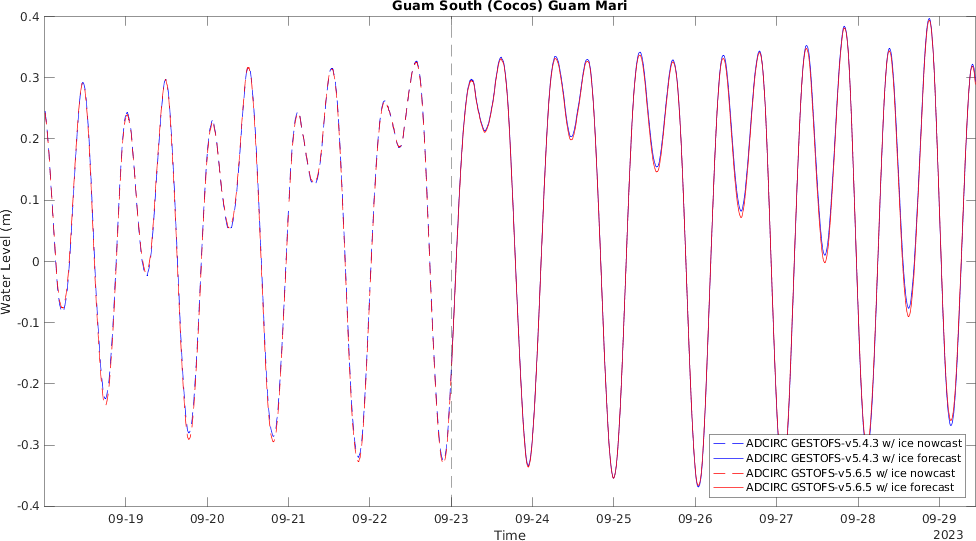 Guam South (Cocos) Guam Mari
0.4
0.3
0.2
0.1
0
-0.1
-0.2
-0.3
-0.4
Water Level (m)
ADCIRC GESTOFS-v5.4.3 w/ ice nowcast
ADCIRC GESTOFS-v5.4.3 w/ ice forecast
ADCIRC GSTOFS-v5.6.5 w/ ice nowcast
ADCIRC GSTOFS-v5.6.5 w/ ice forecast
09-19 09-20 09-21 09-22 09-23 09-24 09-25 09-26 09-27 09-28 09-29
Time
2023